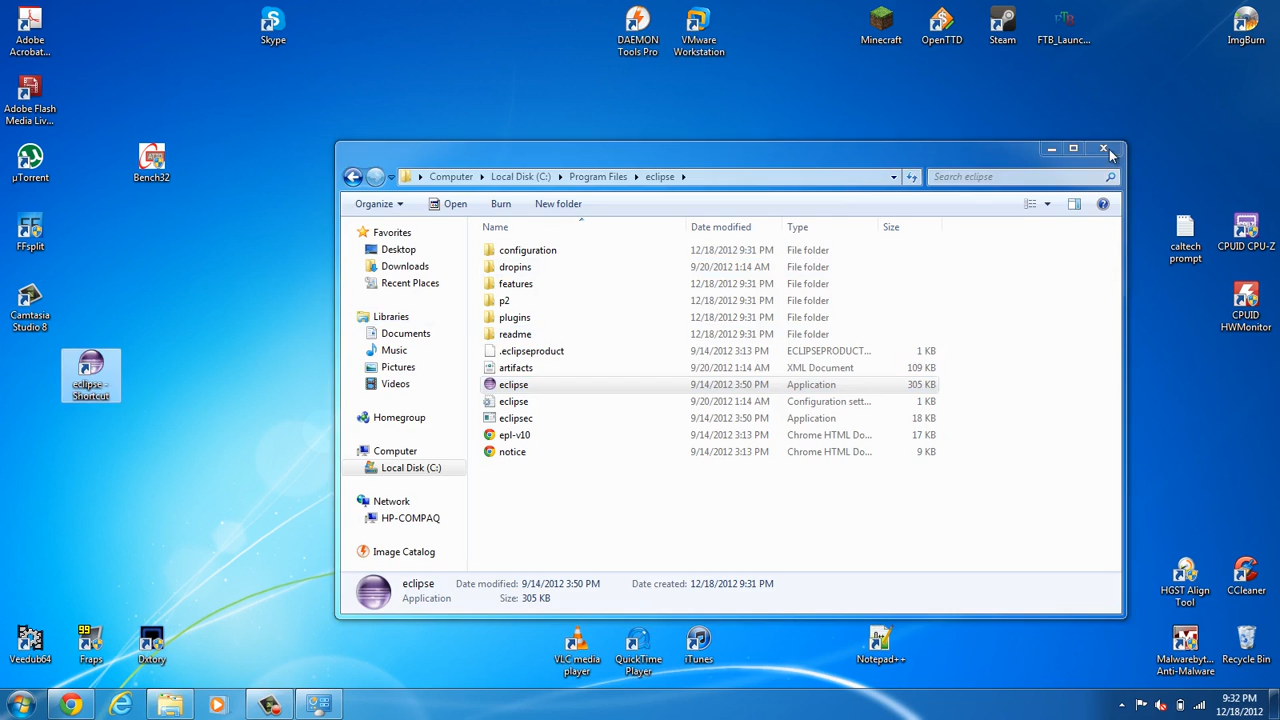 Adobe
Acrobat...
Skype
DAEMON
Tools Pro
VMware
Workstation
Minecraft
OpenTTD
Steam
FTB_Launc...
ImgBurn
Adobe Flash
Media Liv...
µTorrent
Bench32
FFsplit
Camtasia
Studio 8
eclipse -
Shortcut
Computer
Local Disk (C:)
Program Files
eclipse
Search eclipse
Organize
Open
Burn
New folder
Name
Date modified
Type
Size
Favorites
Desktop
Downloads
Recent Places
Libraries
Documents
Music
Pictures
Videos
Homegroup
Computer
Local Disk (C:)
Network
HP-COMPAQ
Image Catalog
configuration 12/18/2012 9:31 PM File folder
dropins 9/20/2012 1:14 AM File folder
features 12/18/2012 9:31 PM File folder
p2 12/18/2012 9:31 PM File folder
plugins 12/18/2012 9:31 PM File folder
readme 12/18/2012 9:31 PM File folder
.eclipseproduct 9/14/2012 3:13 PM ECLIPSEPRODUCT... 1 KB
artifacts 9/20/2012 1:14 AM XML Document 109 KB
eclipse 9/14/2012 3:50 PM Application 305 KB
eclipse 9/20/2012 1:14 AM Configuration sett... 1 KB
eclipsec 9/14/2012 3:50 PM Application 18 KB
epl-v10 9/14/2012 3:13 PM Chrome HTML Do... 17 KB
notice 9/14/2012 3:13 PM Chrome HTML Do... 9 KB
eclipse Date modified: 9/14/2012 3:50 PM Date created: 12/18/2012 9:31 PM
Application Size: 305 KB
caltech
prompt
CPUID CPU-Z
CPUID
HWMonitor
HGST Align
Tool
CCleaner
Veedub64
99
Fraps
Dxtory
VLC media
player
QuickTime
Player
iTunes
Notepad++
Malwareby...
Anti-Malware
Recycle Bin
9:32 PM
12/18/2012